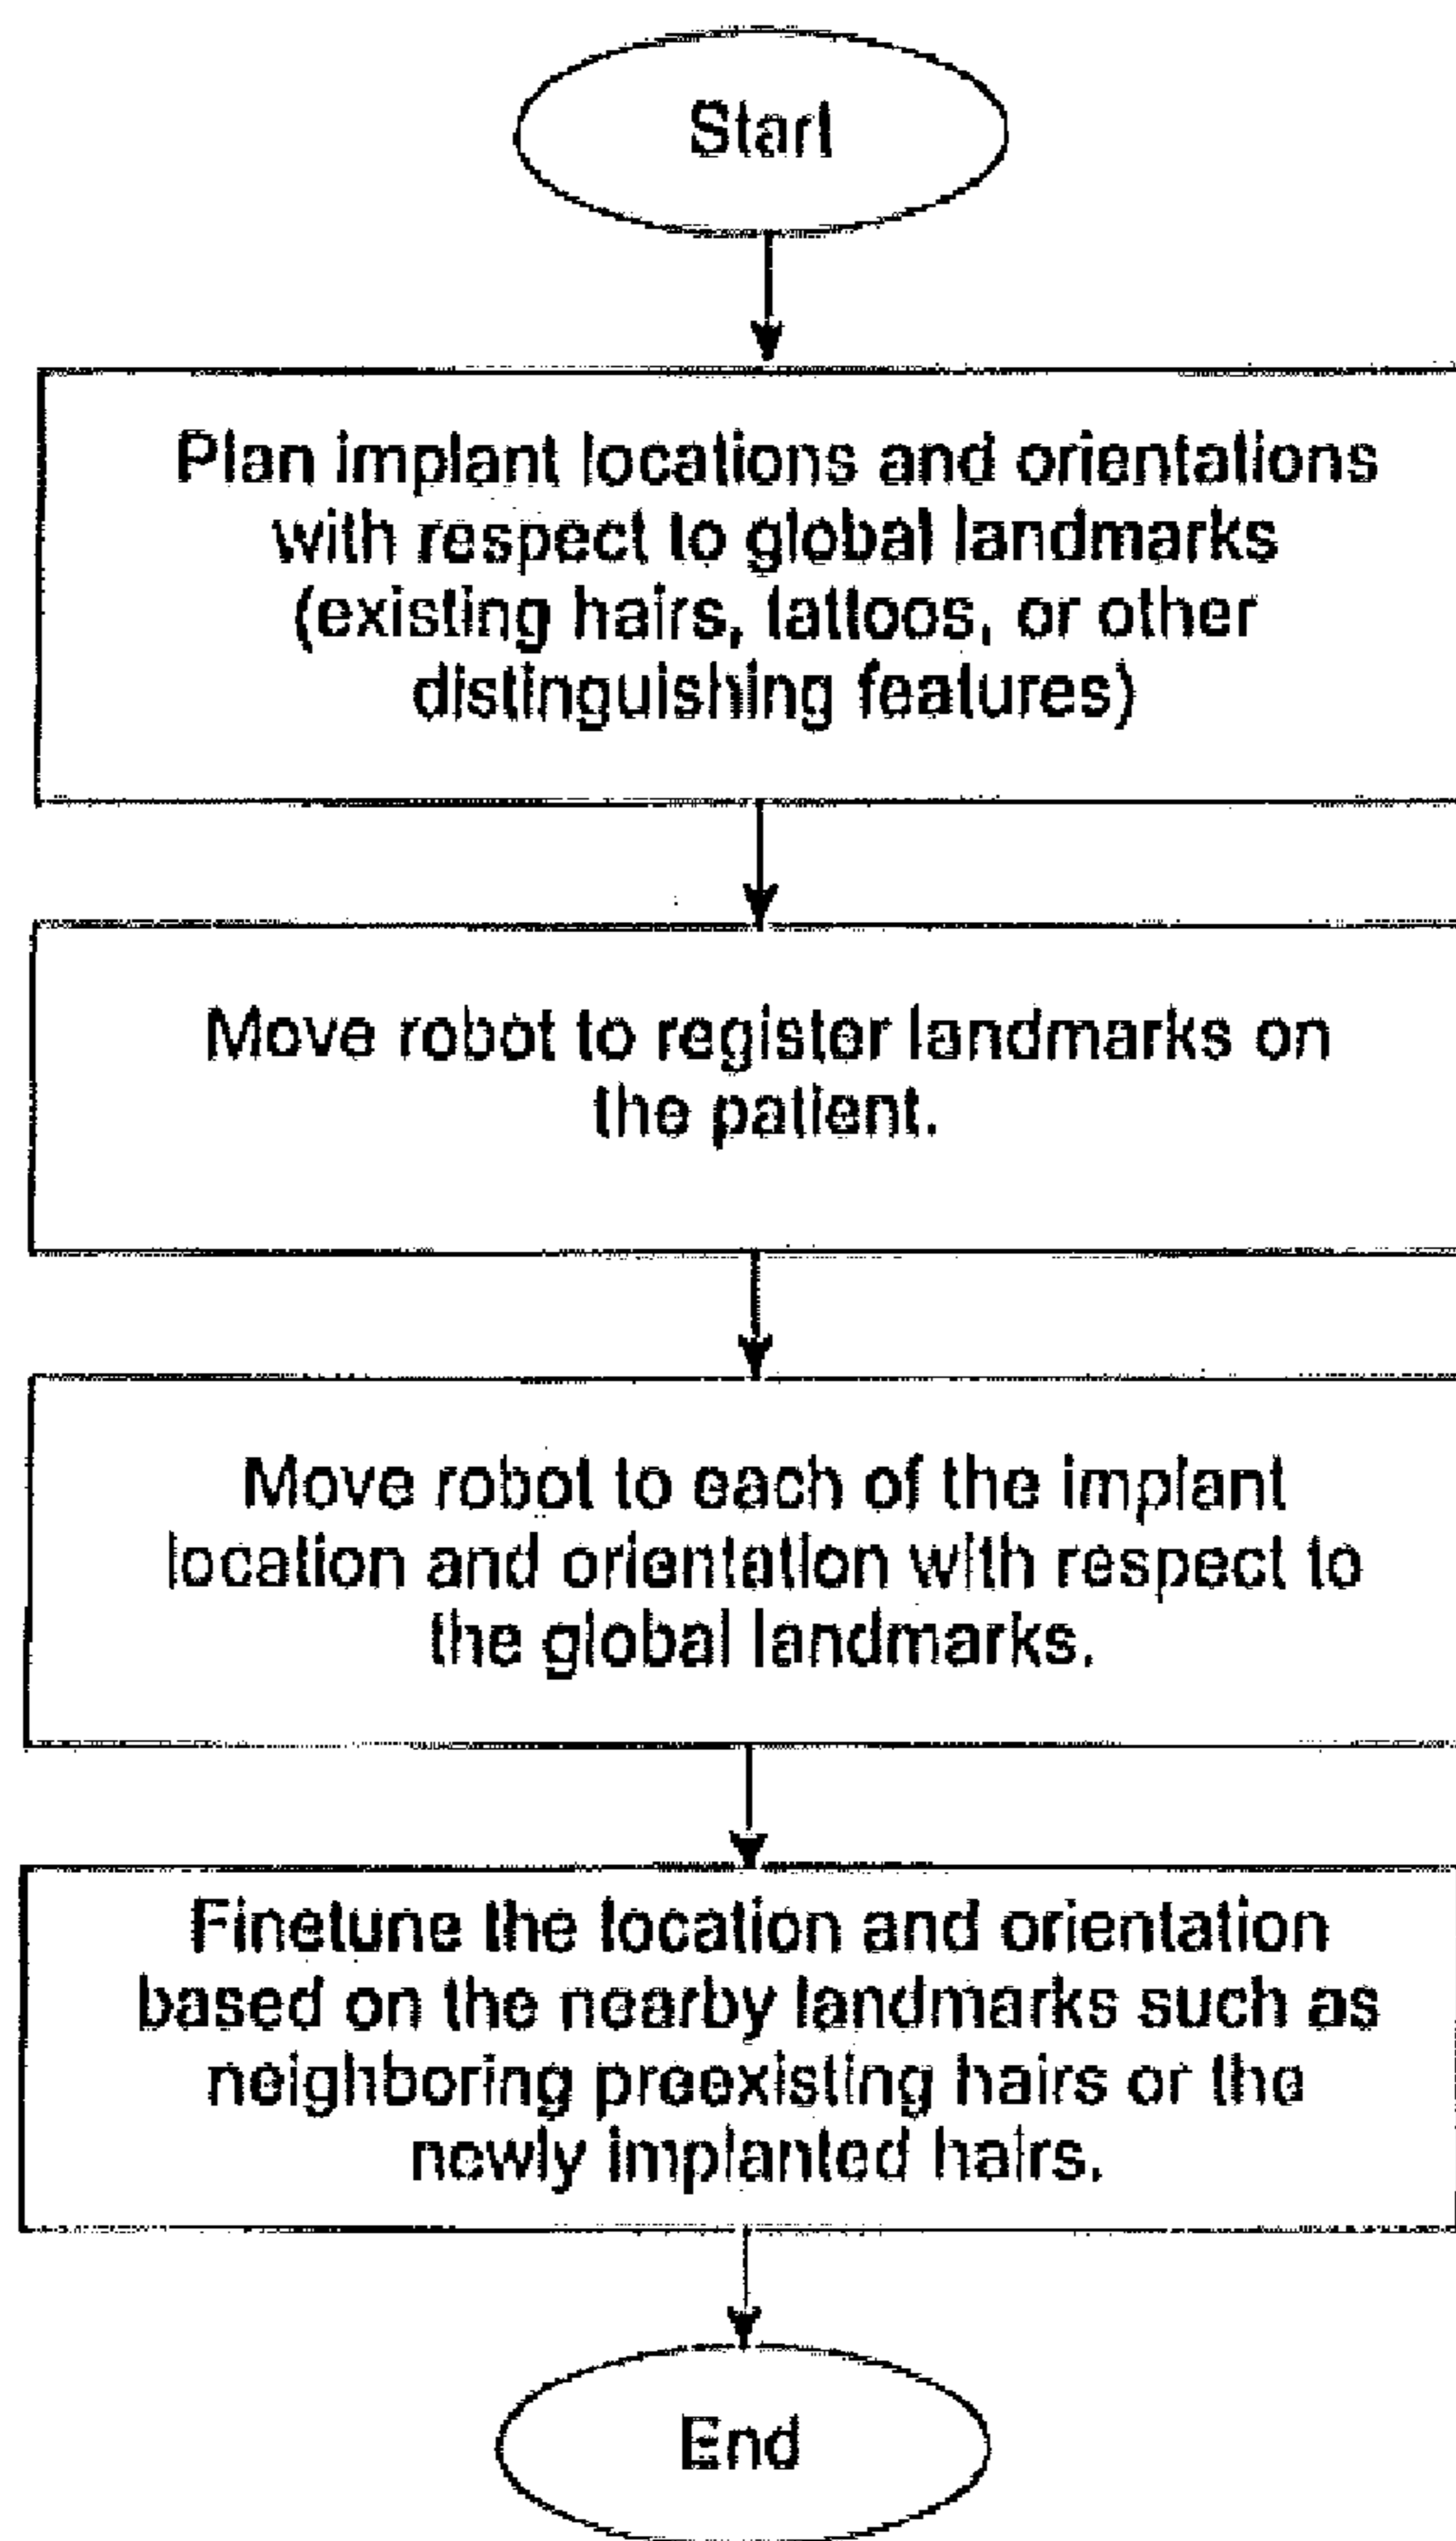 Start
Plan implant locations and orientations
with respect to global landmarks
(existing hairs, tattoos, or other
distinguishing features)
Move robot to register landmarks on
the patient.
Move robot to each of the implant
location and orientation with respect to
the global landmarks.
Finetune the location and orientation
based on the nearby landmarks such as
neighboring preexisting hairs or the
newly implanted hairs.
End